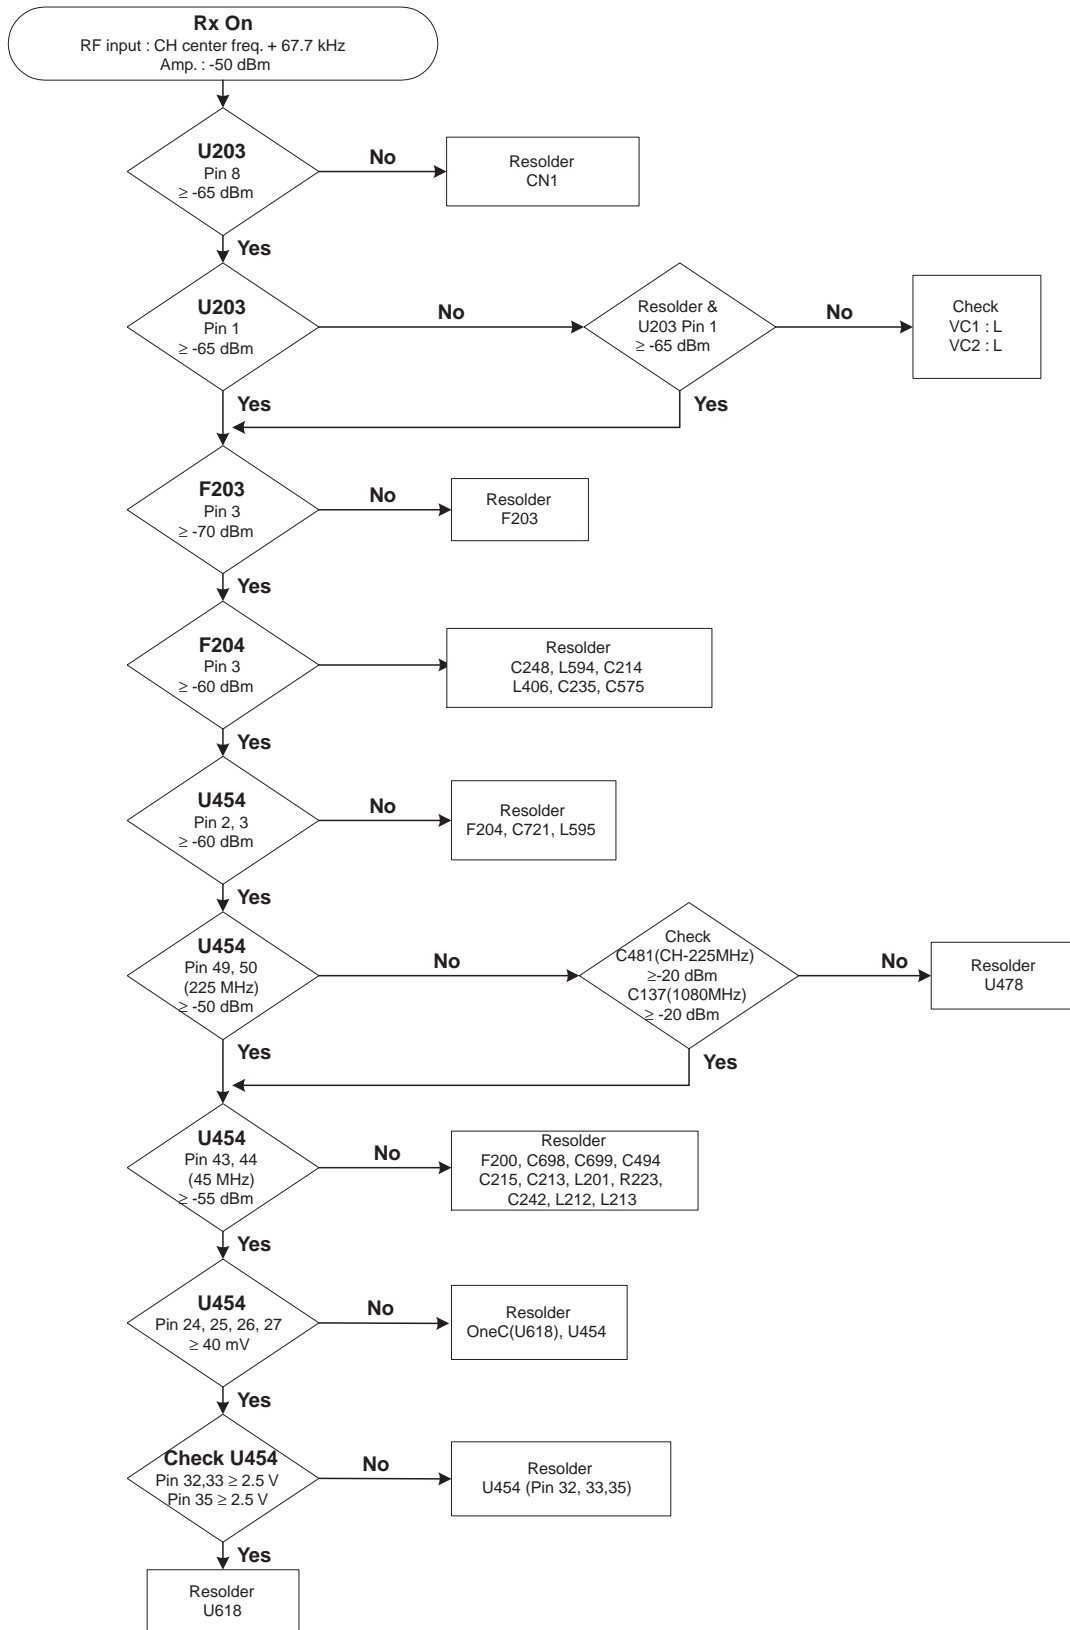 Rx On
RF input : CH center freq. + 67.7 kHz
Amp. : -50 dBm
U203
Pin 8
≥ -65 dBm
No
Resolder
CN1
Yes
U203
Pin 1
≥ -65 dBm
No
Resolder &
U203 Pin 1
≥ -65 dBm
No
Check
VC1 : L
VC2 : L
Yes
Yes
F203
Pin 3
≥ -70 dBm
No
Resolder
F203
Yes
F204
Pin 3
≥ -60 dBm
Resolder
C248, L594, C214
L406, C235, C575
Yes
U454
Pin 2, 3
≥ -60 dBm
No
Resolder
F204, C721, L595
Yes
U454
Pin 49, 50
(225 MHz)
≥ -50 dBm
No
Check
C481(CH-225MHz)
≥-20 dBm
C137(1080MHz)
≥ -20 dBm
No
Resolder
U478
Yes
Yes
U454
Pin 43, 44
(45 MHz)
≥ -55 dBm
No
Resolder
F200, C698, C699, C494
C215, C213, L201, R223,
C242, L212, L213
Yes
U454
Pin 24, 25, 26, 27
≥ 40 mV
No
Resolder
OneC(U618), U454
Yes
Check U454
Pin 32,33 ≥ 2.5 V
Pin 35 ≥ 2.5 V
No
Resolder
U454 (Pin 32, 33,35)
Yes
Resolder
U618